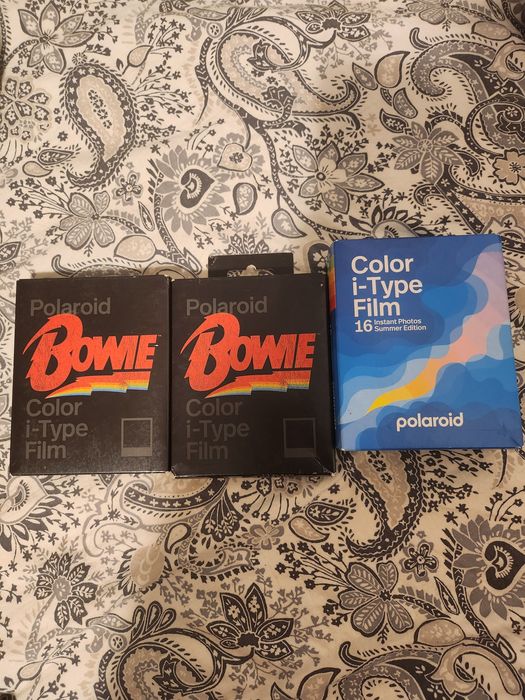 Polaroid
BOWIE
Color
i-Type
Film
Polaroid
BOWIE
Color
i-Type
Film
Color
i-Type
Film
16 Instant Photos
Summer Edition
polaroid